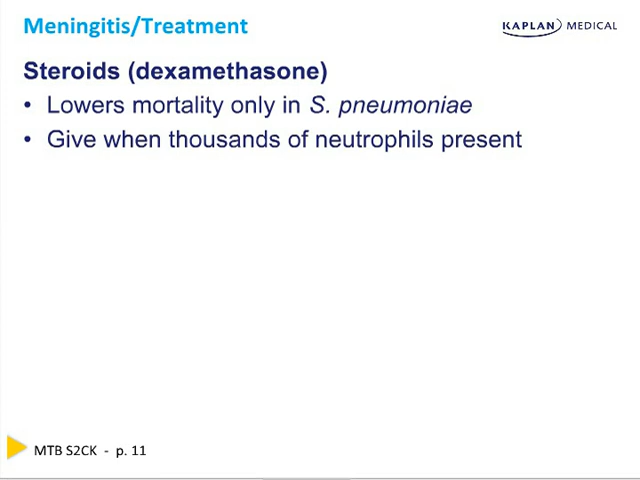 Meningitis/Treatment
KAPLAN MEDICAL
Steroids (dexamethasone)
• Lowers mortality only in S. pneumoniae
• Give when thousands of neutrophils present
MTB S2CK - p. 11